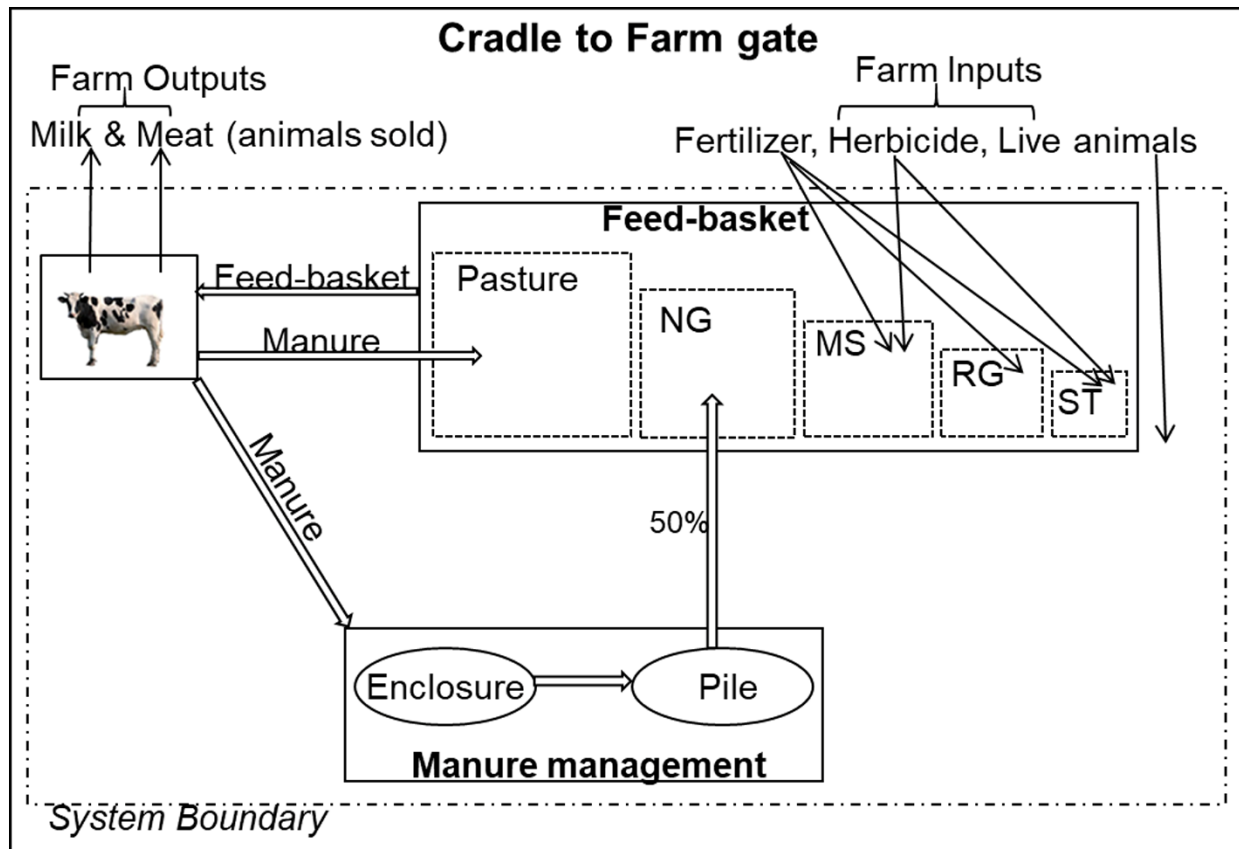 Cradle to Farm gate
Farm Outputs
Milk & Meat (animals sold)
Farm Inputs
Fertilizer, Herbicide, Live animals
Feed-basket
Feed-basket
Manure
Pasture
NG
MS
RG
ST
Manure
50%
Enclosure
Pile
Manure management
System Boundary